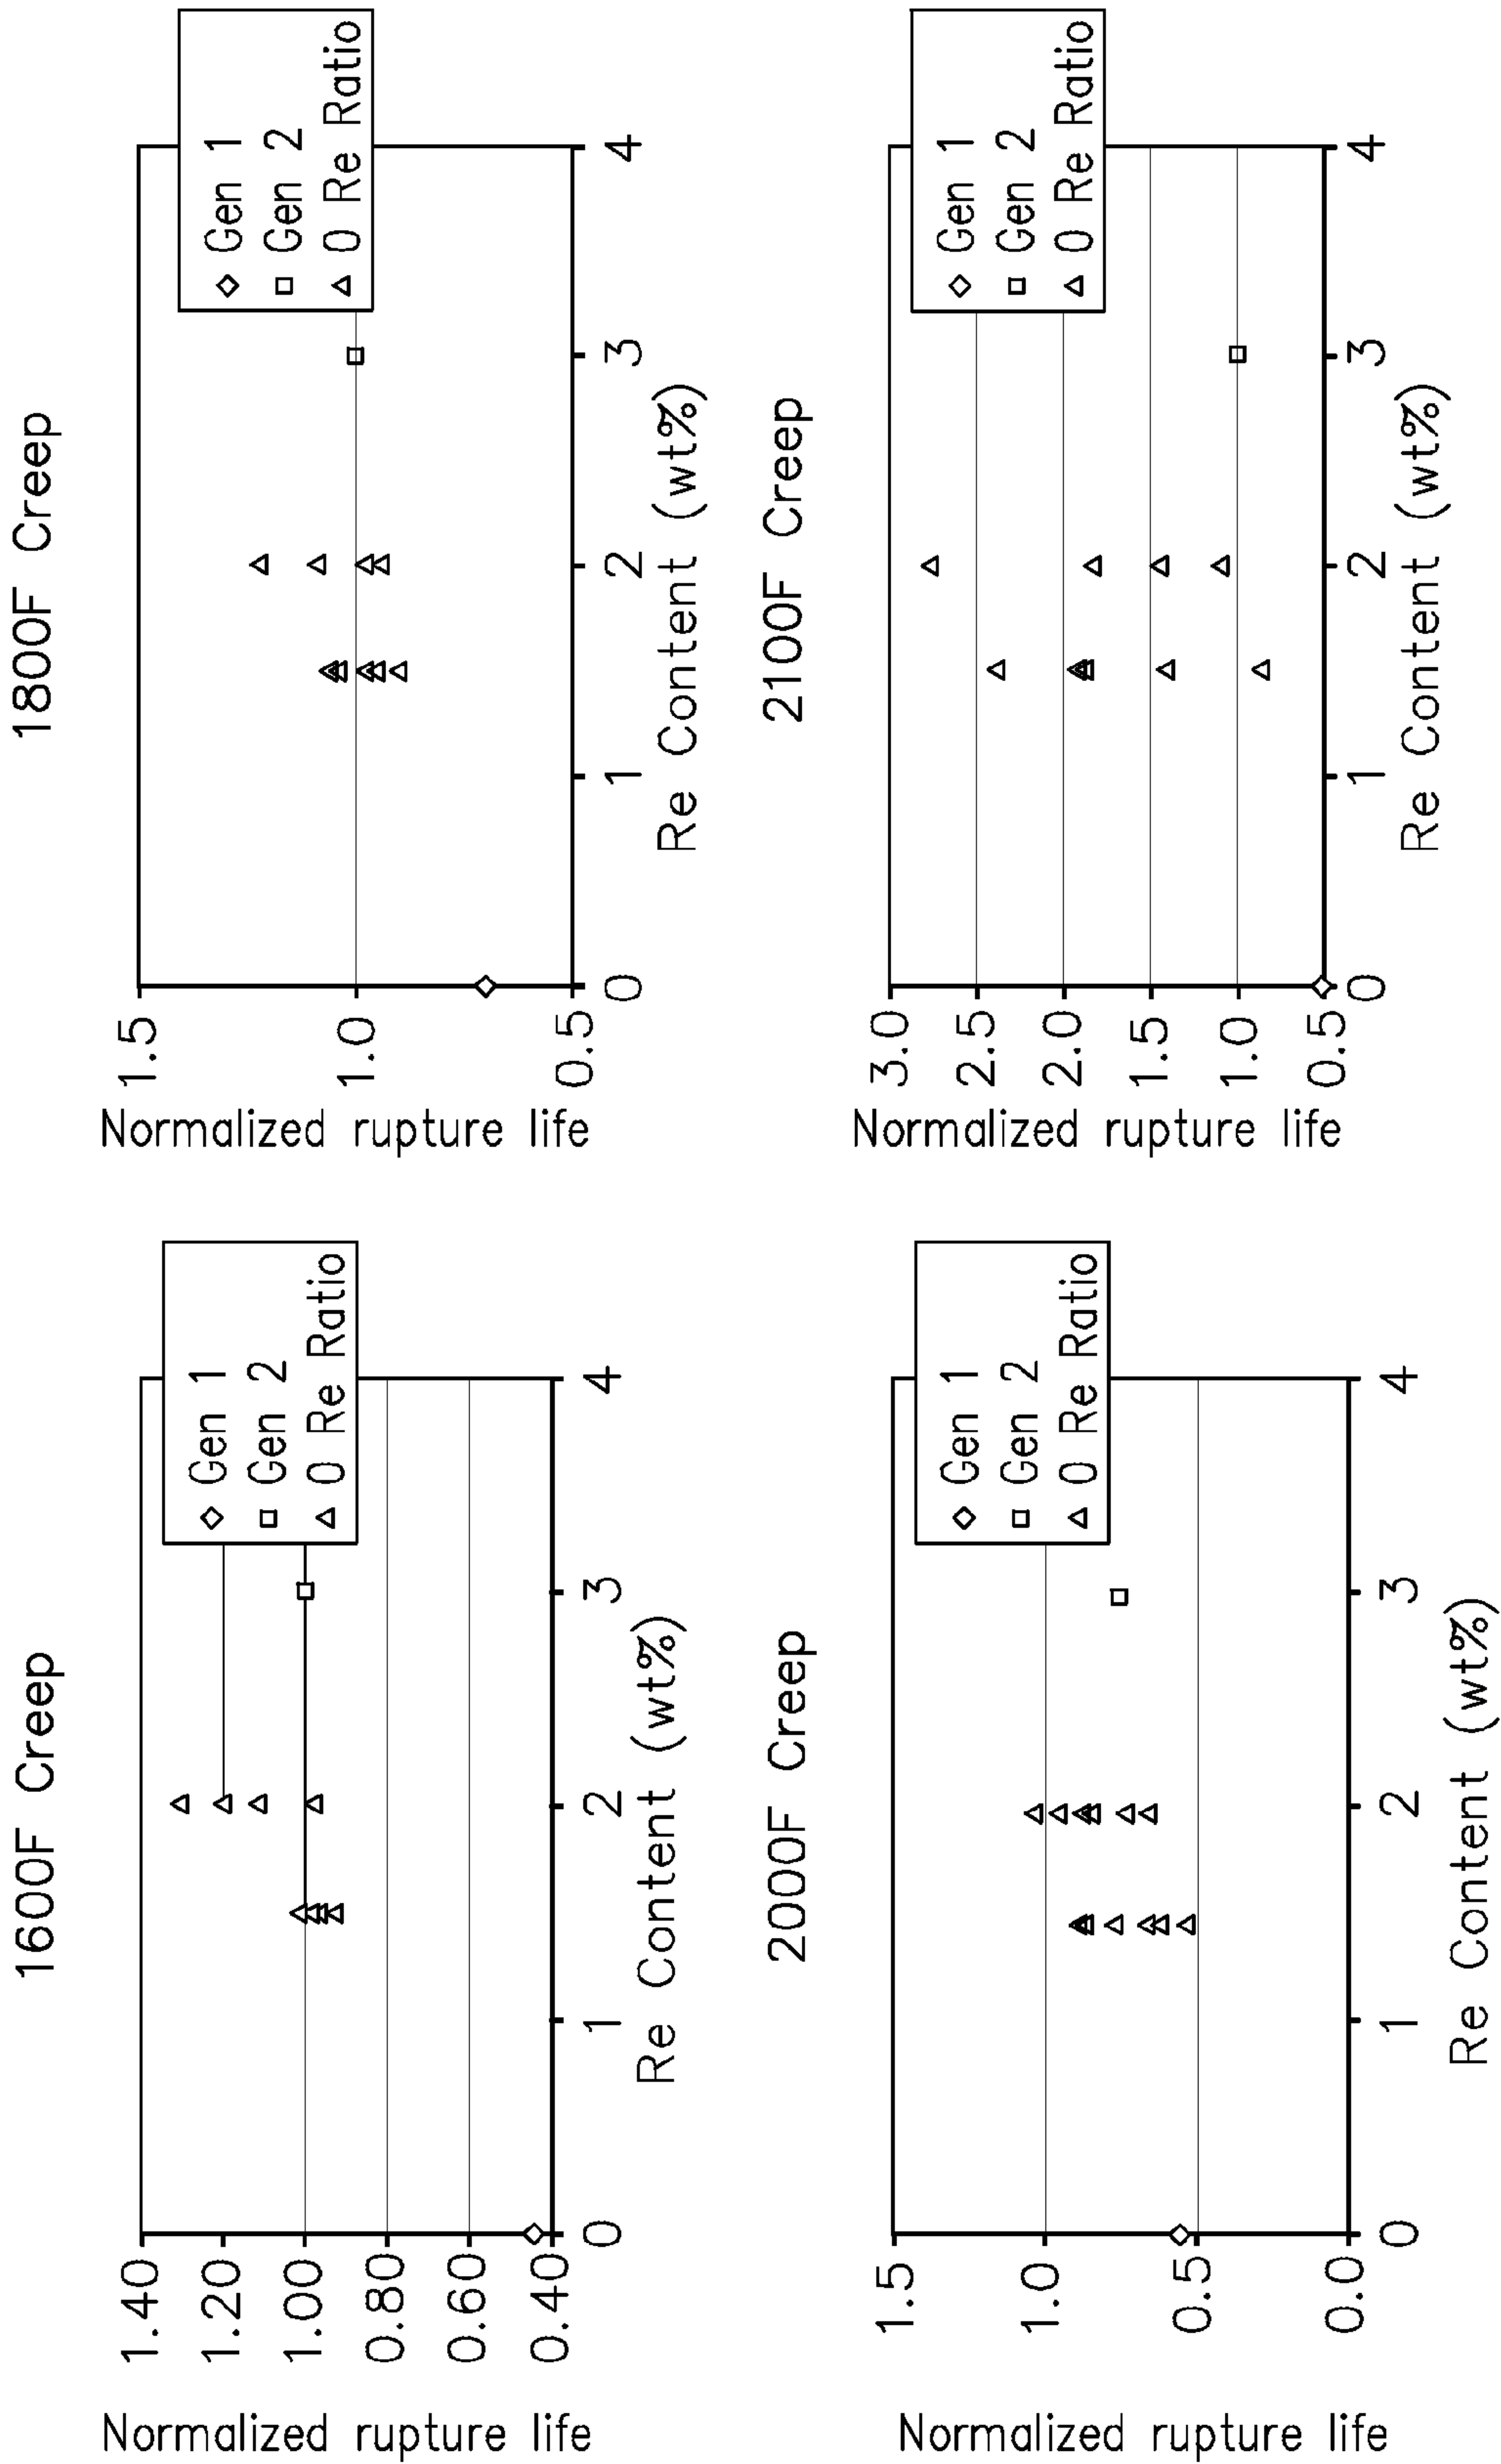 1600F Creep
Normalized rupture life
1.40
1.20
1.00
0.80
0.60
0.40
0
1
2
3
4
Re Content (wt%)
Gen 1
Gen 2
0 Re Ratio
1800F Creep
Normalized rupture life
1.5
1.0
0.5
0
1
2
3
4
Re Content (wt%)
Gen 1
Gen 2
0 Re Ratio
2000F Creep
Normalized rupture life
1.5
1.0
0.5
0.0
0
1
2
3
4
Re Content (wt%)
Gen 1
Gen 2
0 Re Ratio
2100F Creep
Normalized rupture life
3.0
2.5
2.0
1.5
1.0
0.5
0
1
2
3
4
Re Content (wt%)
Gen 1
Gen 2
0 Re Ratio